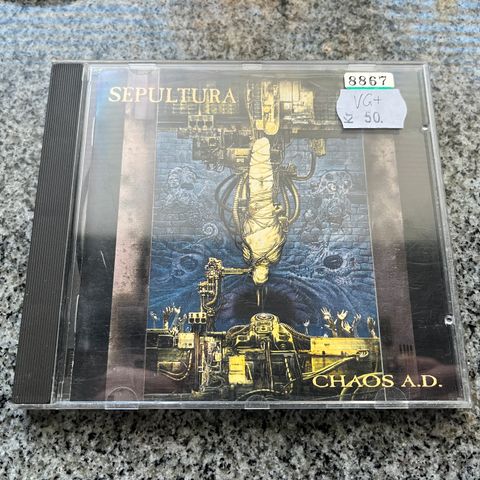 SEPULTURA
8867
VG+
50.
CHAOS A.D.